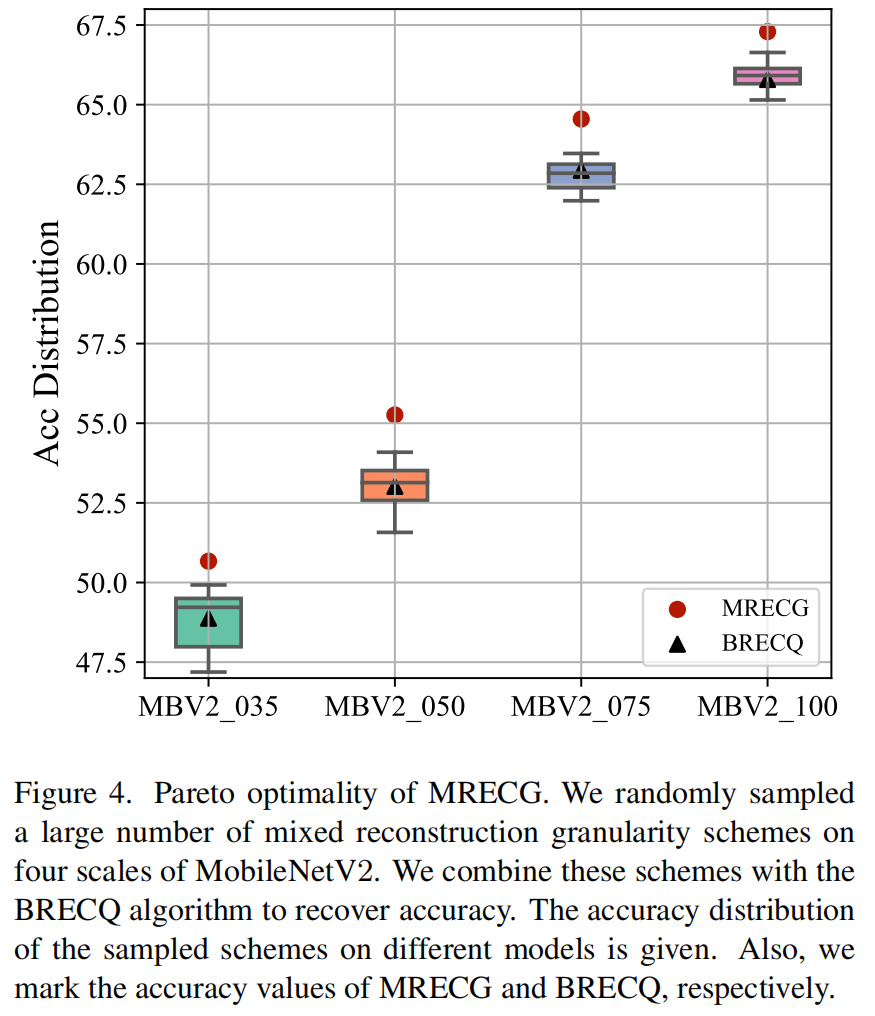 67.5
65.0
62.5
60.0
57.5
55.0
52.5
50.0
47.5
Acc Distribution
MRECG
BRECQ
MBV2_035 MBV2_050 MBV2_075 MBV2_100
Figure 4. Pareto optimality of MRECG. We randomly sampled
a large number of mixed reconstruction granularity schemes on
four scales of MobileNetV2. We combine these schemes with the
BRECQ algorithm to recover accuracy. The accuracy distribution
of the sampled schemes on different models is given. Also, we
mark the accuracy values of MRECG and BRECQ, respectively.